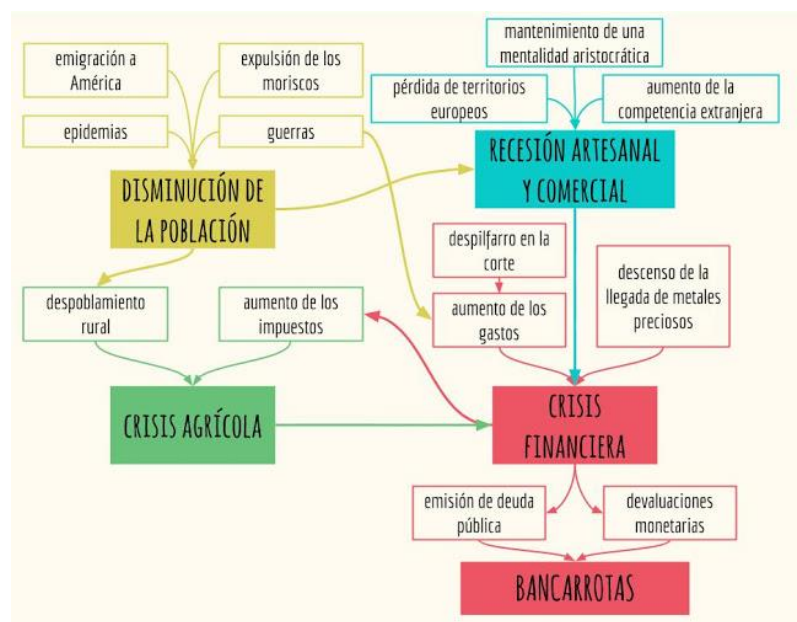 mantenimiento de una
mentalidad aristocrática
emigración a
América
expulsión de los
moriscos
pérdida de territorios
europeos
aumento de la
competencia extranjera
epidemias
guerras
RECESIÓN ARTESANAL
Y COMERCIAL
DISMINUCIÓN DE
LA POBLACIÓN
despilfarro en la
corte
descenso de la
llegada de metales
preciosos
despoblamiento
rural
aumento de los
impuestos
aumento de los
gastos
CRISIS AGRÍCOLA
CRISIS
FINANCIERA
emisión de deuda
pública
devaluaciones
monetarias
BANCARROTAS